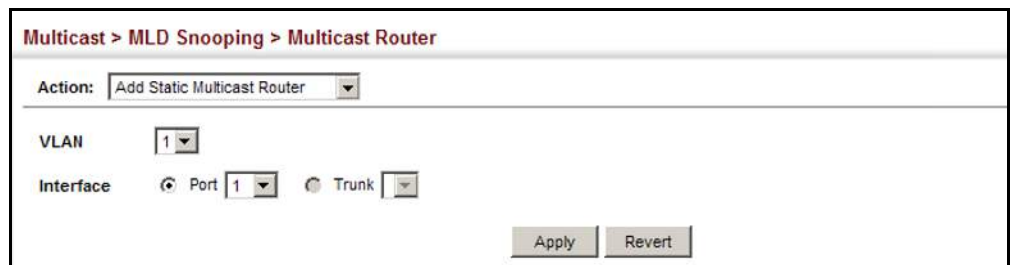 Multicast > MLD Snooping > Multicast Router
Action: Add Static Multicast Router
VLAN 1
Interface Port 1 Trunk
Apply Revert